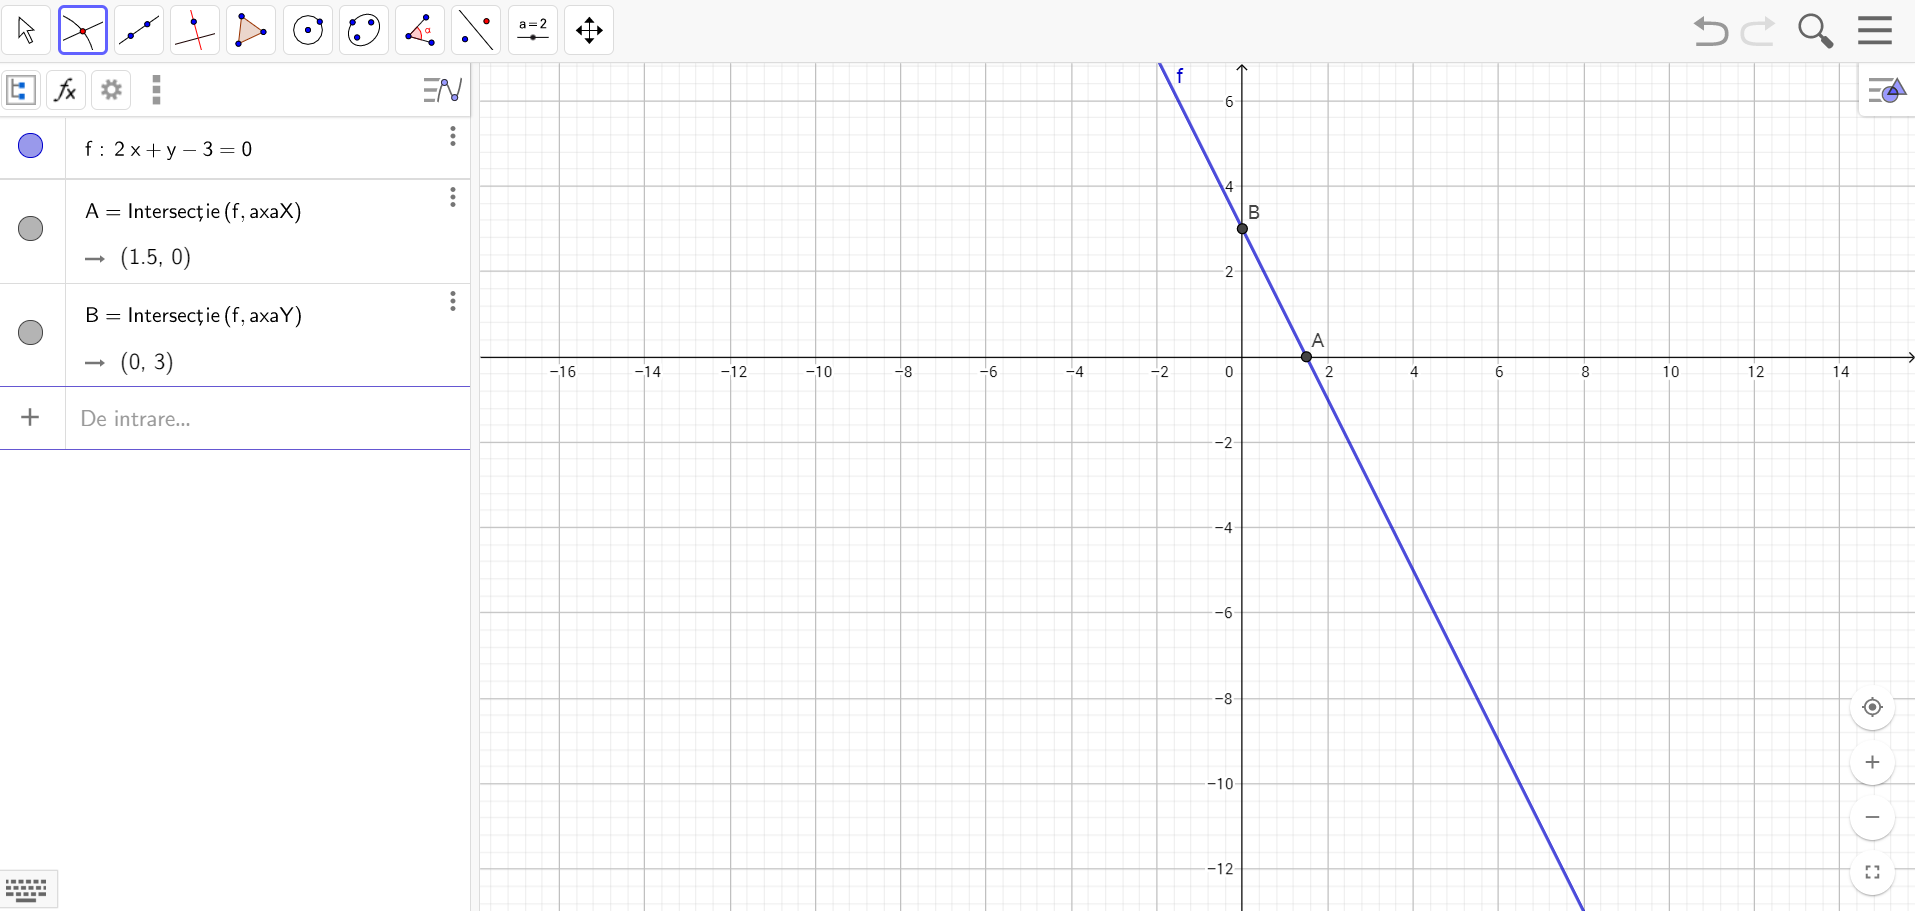 a = 2
fx
f : 2 x + y − 3 = 0
A = Intersecție (f, axaX)
→ (1.5, 0)
B = Intersecție (f, axaY)
→ (0, 3)
+ De intrare...
f
6
4
B
2
A
−16 −14 −12 −10 −8 −6 −4 −2 0 2 4 6 8 10 12 14
−2
−4
−6
−8
−10
−12